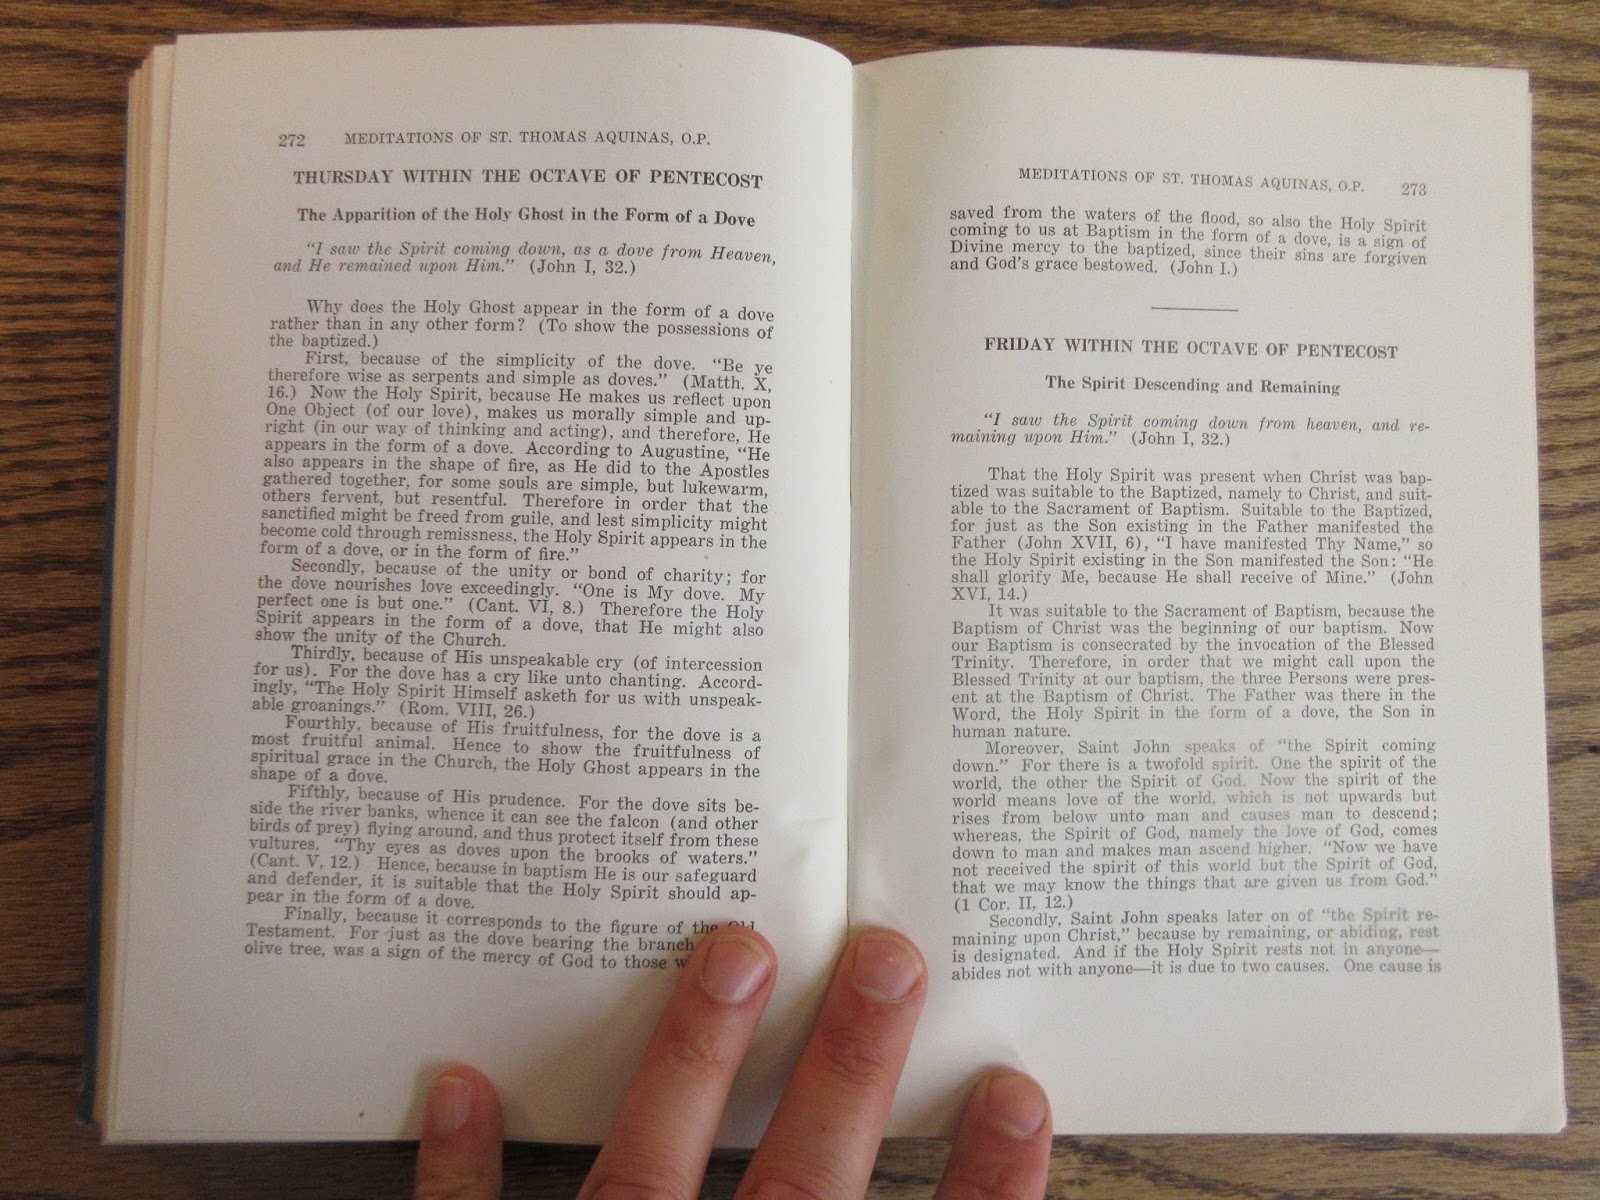 272 MEDITATIONS OF ST. THOMAS AQUINAS, O.P.
THURSDAY WITHIN THE OCTAVE OF PENTECOST
The Apparition of the Holy Ghost in the Form of a Dove
"I saw the Spirit coming down, as a dove from Heaven,
and He remained upon Him." (John I, 32.)
Why does the Holy Ghost appear in the form of a dove
rather than in any other form? (To show the possessions of
the baptized.)
First, because of the simplicity of the dove. "Be ye
therefore wise as serpents and simple as doves." (Matth. X,
16.) Now the Holy Spirit, because He makes us reflect upon
One Object (of our love), makes us morally simple and up-
right (in our way of thinking and acting), and therefore, He
appears in the form of a dove. According to Augustine, "He
also appears in the shape of fire, as He did to the Apostles
gathered together, for some souls are simple, but lukewarm,
others fervent, but resentful. Therefore in order that the
sanctified might be freed from guile, and lest simplicity might
become cold through remissness, the Holy Spirit appears in the
form of a dove, or in the form of fire."
Secondly, because of the unity or bond of charity; for
the dove nourishes love exceedingly. "One is My dove. My
perfect one is but one." (Cant. VI, 8.) Therefore the Holy
Spirit appears in the form of a dove, that He might also
show the unity of the Church.
Thirdly, because of His unspeakable cry (of intercession
for us). For the dove has a cry like unto chanting. Accord-
ingly, "The Holy Spirit Himself asketh for us with unspeak-
able groanings." (Rom. VIII, 26.)
Fourthly, because of His fruitfulness, for the dove is a
most fruitful animal. Hence to show the fruitfulness of
spiritual grace in the Church, the Holy Ghost appears in the
shape of a dove.
Fifthly, because of His prudence. For the dove sits be-
side the river banks, whence it can see the falcon (and other
birds of prey) flying around, and thus protect itself from these
vultures. "Thy eyes as doves upon the brooks of waters."
(Cant. V, 12.) Hence, because in baptism He is our safeguard
and defender, it is suitable that the Holy Spirit should ap-
pear in the form of a dove.
Finally, because it corresponds to the figure of the Old
Testament. For just as the dove bearing the branch
olive tree, was a sign of the mercy of God to those
MEDITATIONS OF ST. THOMAS AQUINAS, O.P. 273
saved from the waters of the flood, so also the Holy Spirit
coming to us at Baptism in the form of a dove, is a sign of
Divine mercy to the baptized, since their sins are forgiven
and God's grace bestowed. (John I.)
FRIDAY WITHIN THE OCTAVE OF PENTECOST
The Spirit Descending and Remaining
"I saw the Spirit coming down from heaven, and re-
maining upon Him." (John I, 32.)
That the Holy Spirit was present when Christ was bap-
tized was suitable to the Baptized, namely to Christ, and suit-
able to the Sacrament of Baptism. Suitable to the Baptized,
for just as the Son existing in the Father manifested the
Father (John XVII, 6), "I have manifested Thy Name," so
the Holy Spirit existing in the Son manifested the Son: "He
shall glorify Me, because He shall receive of Mine." (John
XVI, 14.)
It was suitable to the Sacrament of Baptism, because the
Baptism of Christ was the beginning of our baptism. Now
our Baptism is consecrated by the invocation of the Blessed
Trinity. Therefore, in order that we might call upon the
Blessed Trinity at our baptism, the three Persons were pres-
ent at the Baptism of Christ. The Father was there in the
Word, the Holy Spirit in the form of a dove, the Son in
human nature.
Moreover, Saint John speaks of "the Spirit coming
down." For there is a twofold spirit. One the spirit of the
world, the other the Spirit of God. Now the spirit of the
world means love of the world, which is not upwards but
rises from below unto man and causes man to descend;
whereas, the Spirit of God, namely the love of God, comes
down to man and makes man ascend higher. "Now we have
not received the spirit of this world but the Spirit of God,
that we may know the things that are given us from God."
(1 Cor. II, 12.)
Secondly, Saint John speaks later on of "the Spirit re-
maining upon Christ," because by remaining, or abiding, rest
is designated. And if the Holy Spirit rests not in anyone—
abides not with anyone—it is due to two causes. One cause is